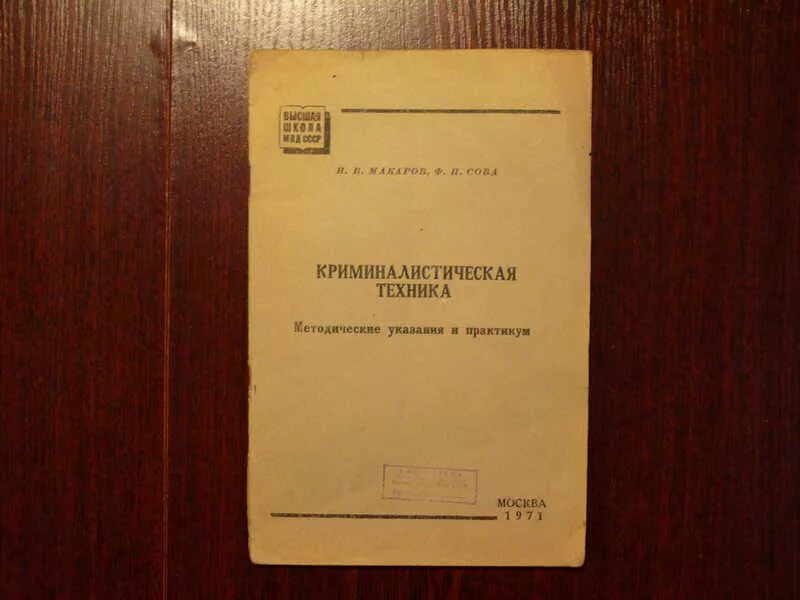 ВЫСШАЯ
ШКОЛА
МВД СССР
И. В. МАКАРОВ, Ф. П. СОВА
КРИМИНАЛИСТИЧЕСКАЯ
ТЕХНИКА
Методические указания и практикум
МОСКВА
1971